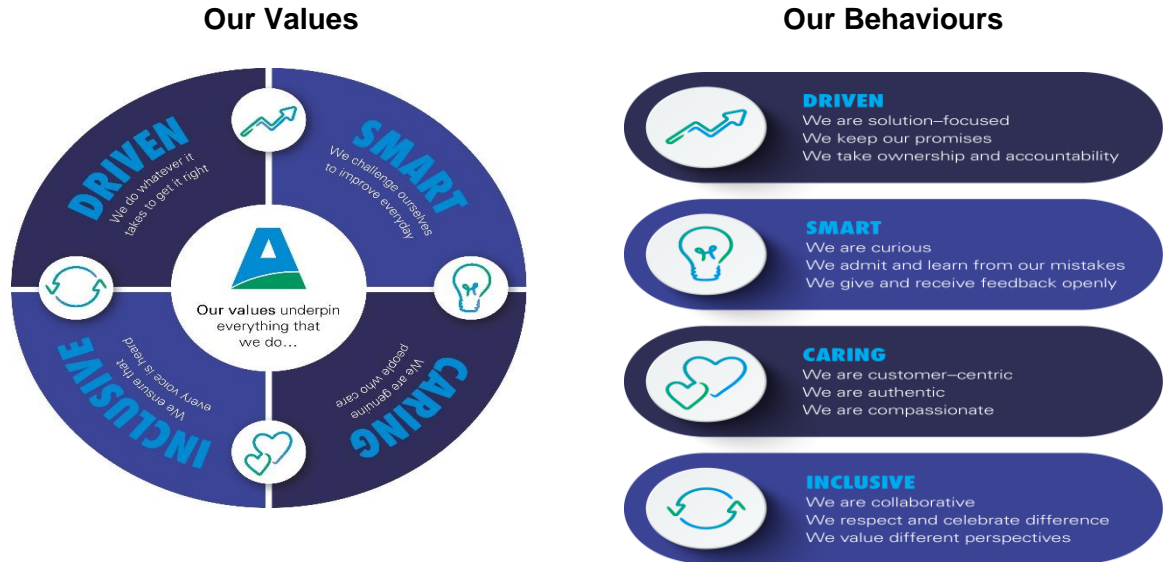 Our Values
DRIVEN
We do whatever it
takes to get it right
SMART
We challenge ourselves
to improve everyday
Our values underpin
everything that
we do...
INCLUSIVE
We ensure that
every voice is heard
CARING
We are genuine
people who care
Our Behaviours
DRIVEN
We are solution–focused
We keep our promises
We take ownership and accountability
SMART
We are curious
We admit and learn from our mistakes
We give and receive feedback openly
CARING
We are customer–centric
We are authentic
We are compassionate
INCLUSIVE
We are collaborative
We respect and celebrate difference
We value different perspectives